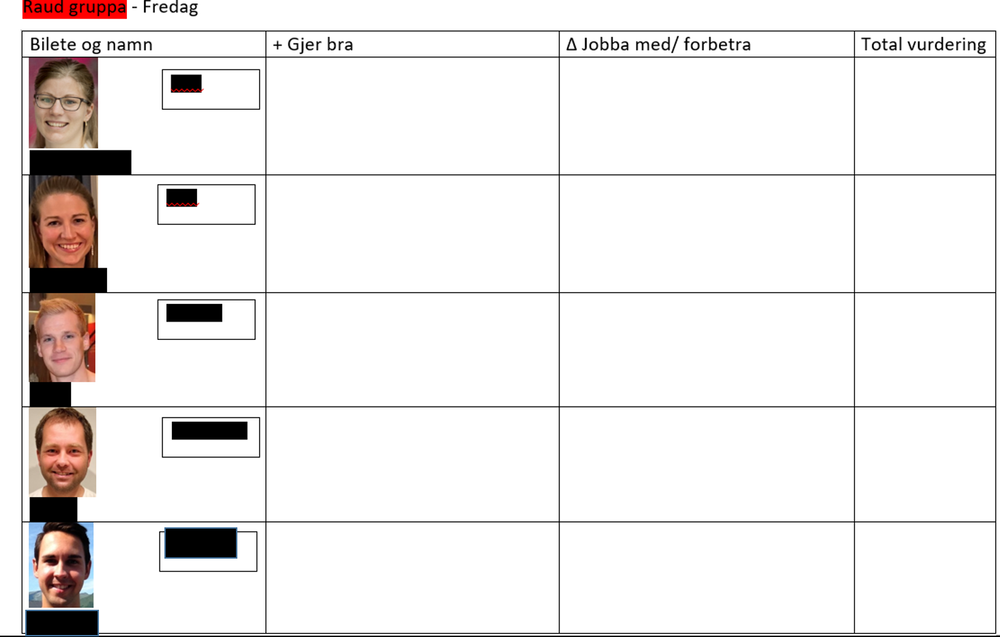 Raud gruppa - Fredag
Bilete og namn + Gjer bra Δ Jobba med/ forbetra Total vurdering